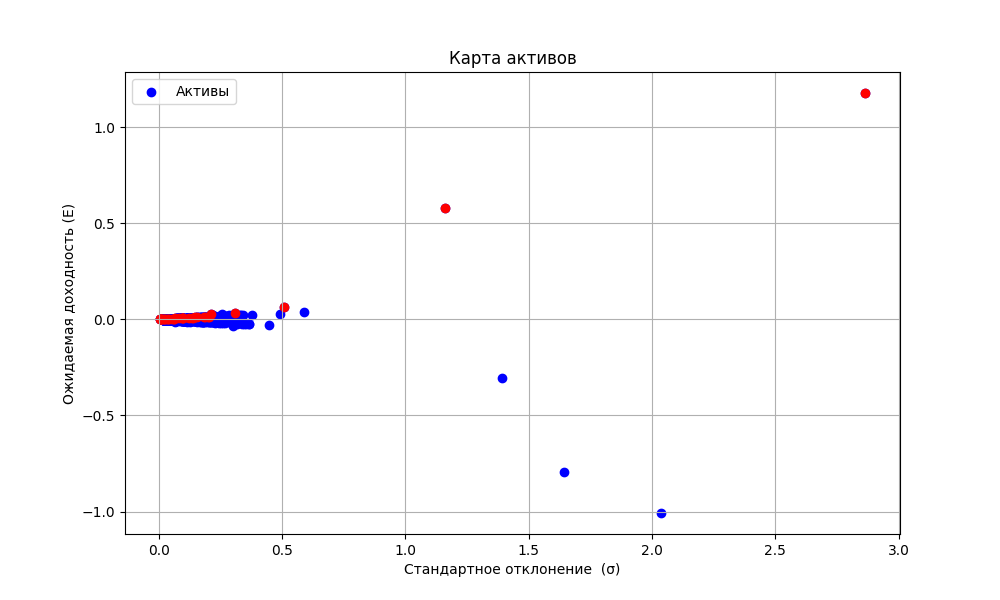 Карта активов
Активы
Ожидаемая доходность (E)
1.0
0.5
0.0
−0.5
−1.0
0.0 0.5 1.0 1.5 2.0 2.5 3.0
Стандартное отклонение (σ)